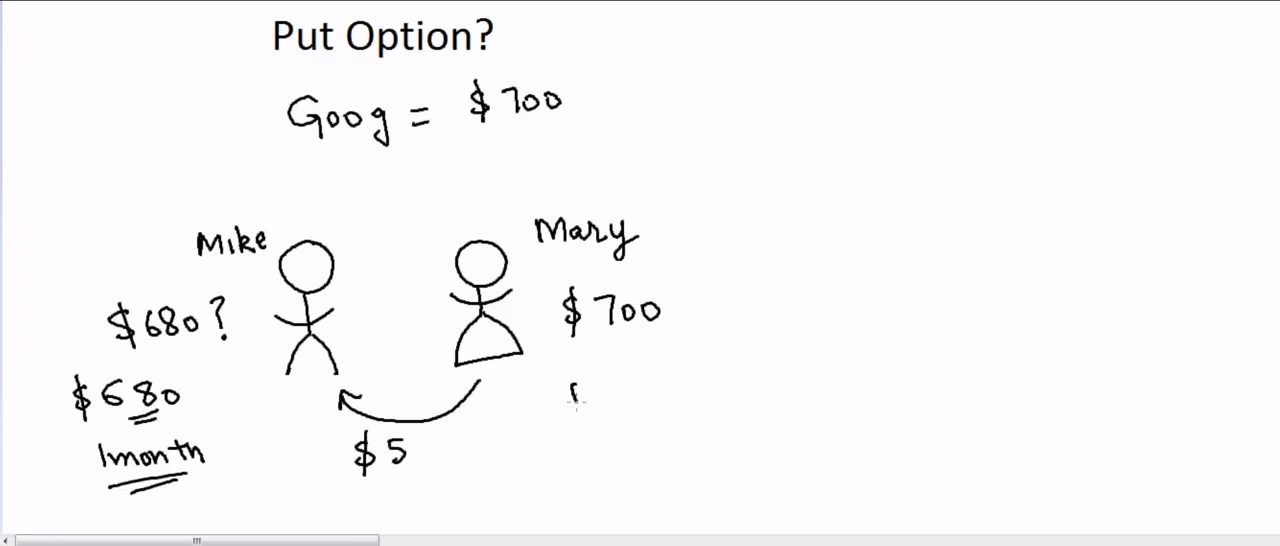 Put Option?
Goog = $700
Mike
Mary
$680?
$700
$680
1month
$5